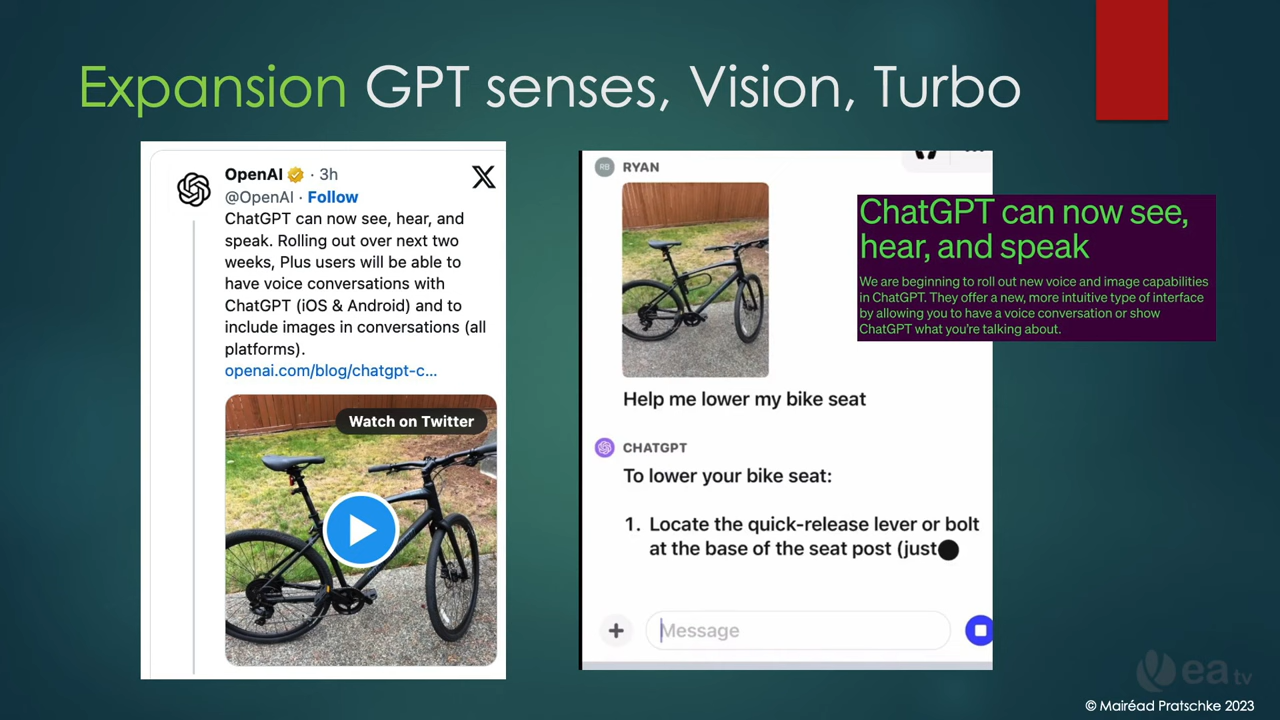 Expansion GPT senses, Vision, Turbo
OpenAI · 3h
@OpenAI · Follow
ChatGPT can now see, hear, and
speak. Rolling out over next two
weeks, Plus users will be able to
have voice conversations with
ChatGPT (iOS & Android) and to
include images in conversations (all
platforms).
openai.com/blog/chatgpt-c...
Watch on Twitter
RB RYAN
Help me lower my bike seat
CHATGPT
To lower your bike seat:
1. Locate the quick-release lever or bolt
at the base of the seat post (just
Message
ChatGPT can now see,
hear, and speak
We are beginning to roll out new voice and image capabilities
in ChatGPT. They offer a new, more intuitive type of interface
by allowing you to have a voice conversation or show
ChatGPT what you're talking about.
ea tv
© Mairéad Pratschke 2023